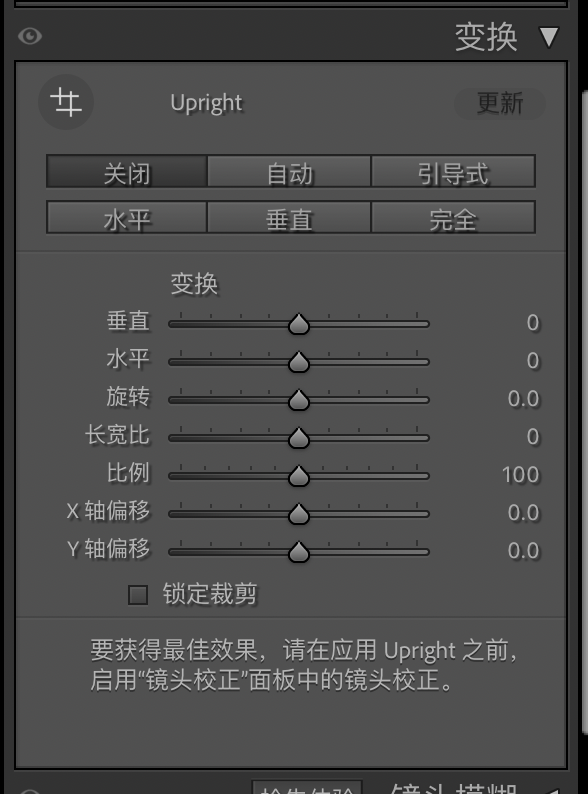 变换
Upright 更新
关闭 自动 引导式
水平 垂直 完全
变换
垂直 0
水平 0
旋转 0.0
长宽比 0
比例 100
X 轴偏移 0.0
Y 轴偏移 0.0
锁定裁剪
要获得最佳效果，请在应用 Upright 之前，
启用“镜头校正”面板中的镜头校正。
抢先体验 镜头模糊